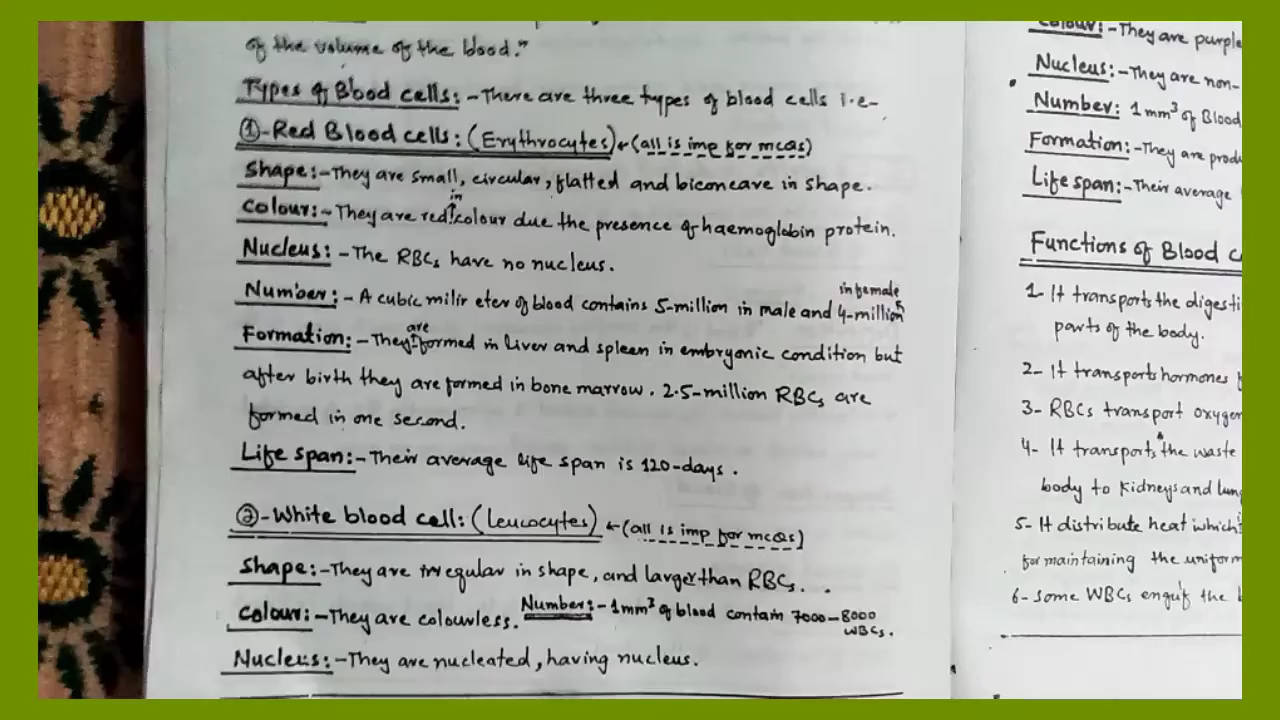 of the volume of the blood."
Types of Blood cells:- There are three types of blood cells i.e-
①-Red Blood cells: (Erythrocytes) ←(all is imp for mcqs)
Shape:- They are small, circular, flatted and biconcave in shape.
Colour:- They are red in colour due the presence of haemoglobin protein.
Nucleus:- The RBCs have no nucleus.
Number:- A cubic milir eter of blood contains 5-million in male and 4-million in female
Formation:- They are formed in liver and spleen in embryonic condition but
after birth they are formed in bone marrow. 2.5-million RBCs are
formed in one second.
Life span:- Their average life span is 120-days.
②-White blood cell: (Leucocytes) ←(all is imp for mcqs)
Shape:- They are irregular in shape, and larger than RBCs.
Colour:- They are colourless. Number:- 1mm³ of blood contain 7000-8000
WBCs.
Nucleus:- They are nucleated, having nucleus.
Colour:- They are purple
Nucleus:- They are non-
Number: 1 mm³ of Blood
Formation:- They are
Life span:- Their average
Functions of Blood
1- It transports the
parts of the body.
2- It transports hormones
3- RBCs transport oxygen
4- It transports the waste
body to kidneys and
5- It distribute heat which
for maintaining the
6- Some WBCs engulf the